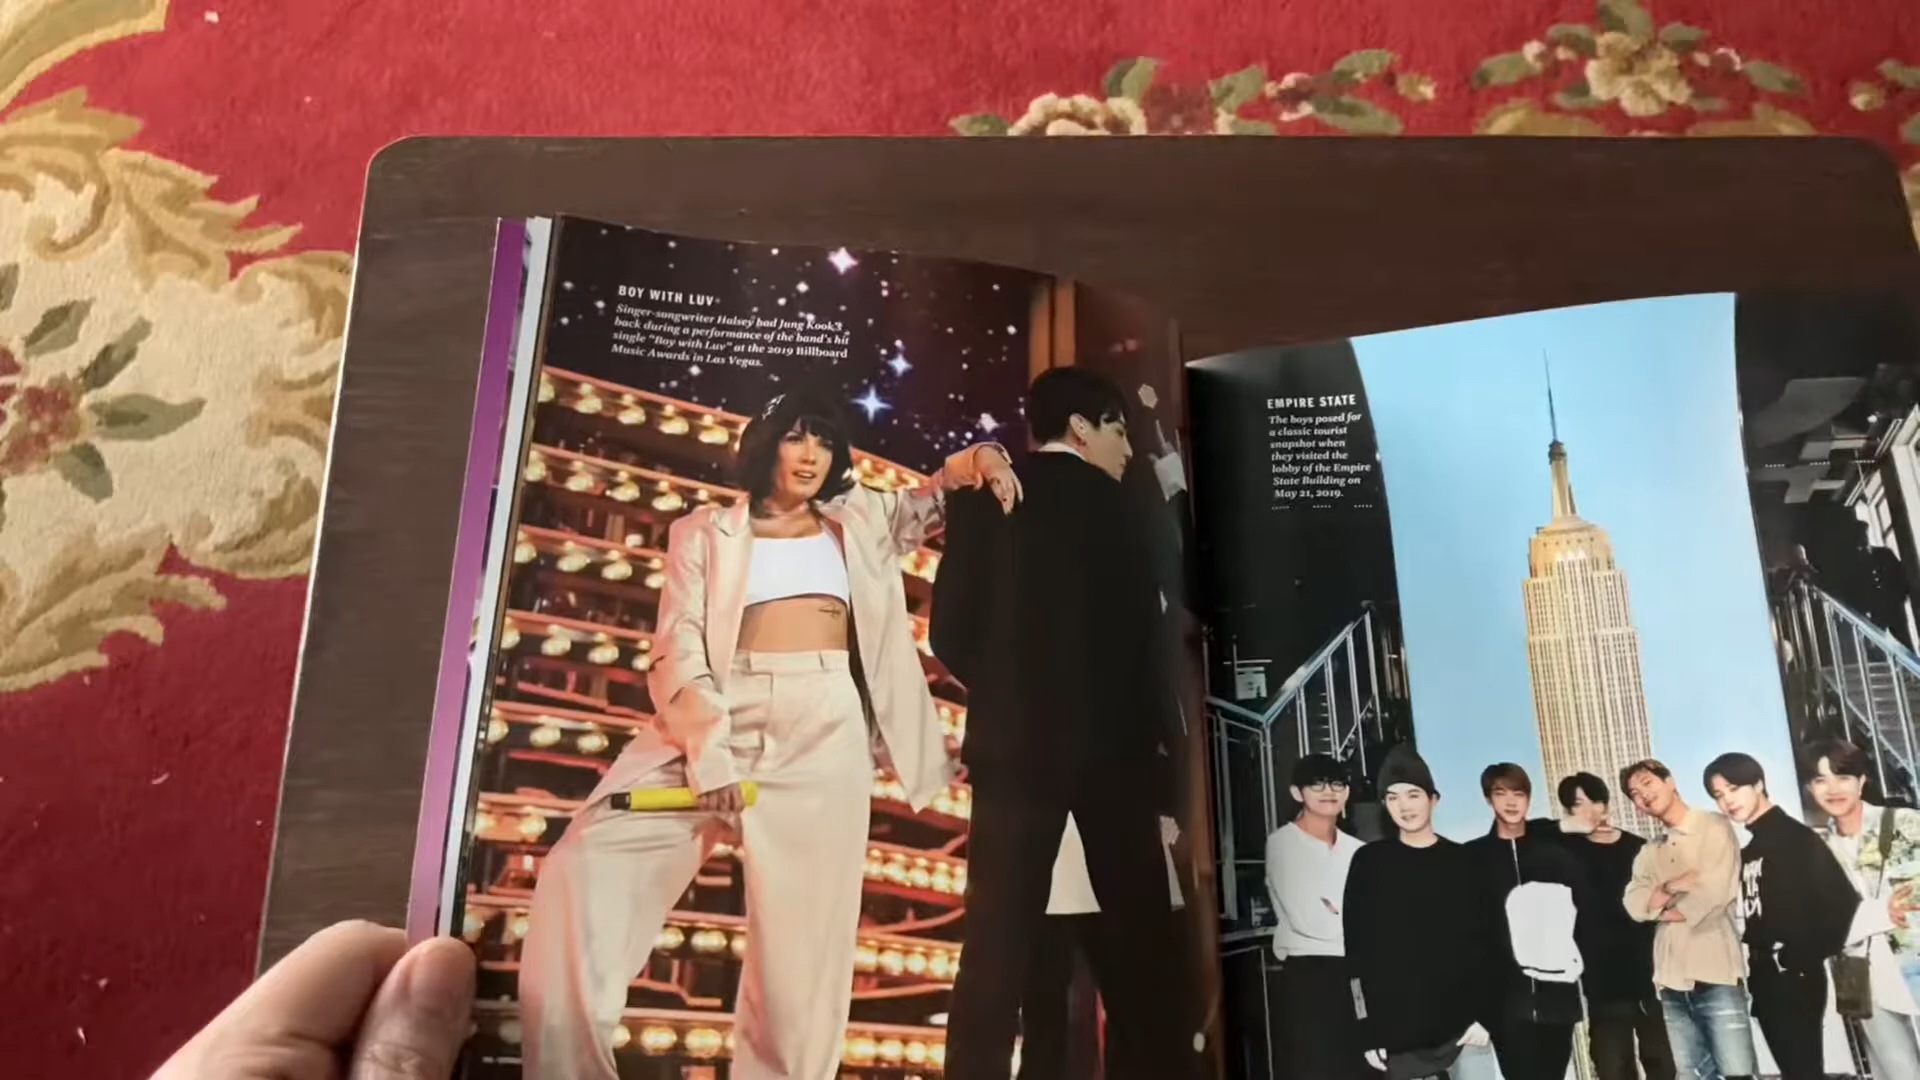 BOY WITH LUV
Singer-songwriter Halsey had Jung Kook's
back during a performance of the band's hit
single "Boy with Luv" at the 2019 Billboard
Music Awards in Las Vegas.
EMPIRE STATE
The boys posed for
a classic tourist
snapshot when
they visited the
lobby of the Empire
State Building on
May 21, 2019.